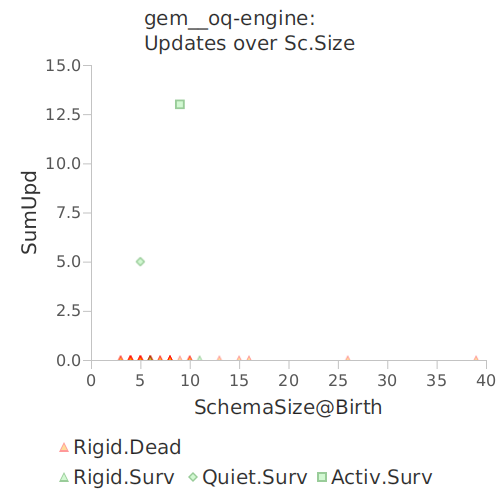 gem__oq-engine:
Updates over Sc.Size
15.0
12.5
10.0
7.5
5.0
2.5
0.0
SumUpd
0 5 10 15 20 25 30 35 40
SchemaSize@Birth
Rigid.Dead
Rigid.Surv Quiet.Surv Activ.Surv